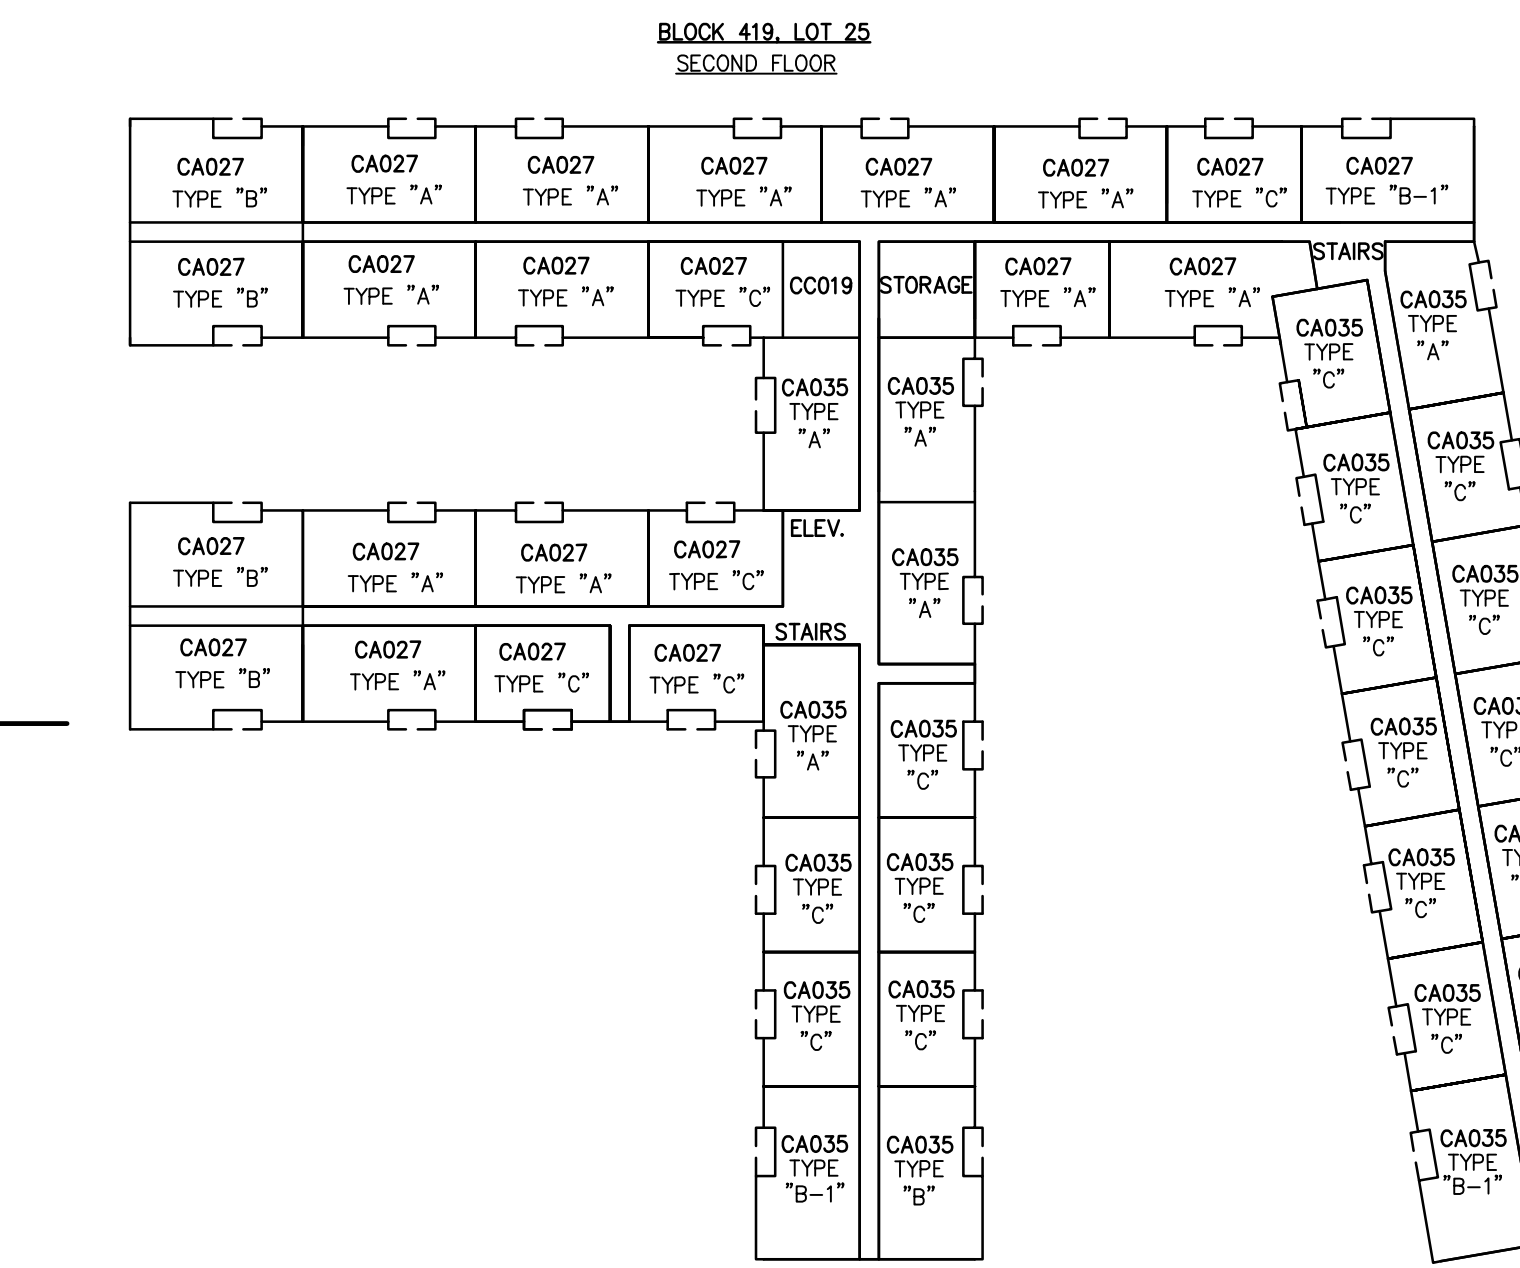 BLOCK 419, LOT 25
SECOND FLOOR
CA027
TYPE "B"
CA027
TYPE "A"
CA027
TYPE "A"
CA027
TYPE "A"
CA027
TYPE "A"
CA027
TYPE "A"
CA027
TYPE "C"
CA027
TYPE "B-1"
CA027
TYPE "B"
CA027
TYPE "A"
CA027
TYPE "A"
CA027
TYPE "C"
CC019
STORAGE
CA027
TYPE "A"
CA027
TYPE "A"
STAIRS
CA035
TYPE
"A"
CA035
TYPE
"C"
CA035
TYPE
"A"
CA035
TYPE
"A"
CA035
TYPE
"C"
CA035
TYPE
"C"
CA027
TYPE "B"
CA027
TYPE "A"
CA027
TYPE "A"
CA027
TYPE "C"
ELEV.
CA035
TYPE
"A"
CA035
TYPE
"C"
CA035
TYPE
"C"
CA027
TYPE "B"
CA027
TYPE "A"
CA027
TYPE "C"
CA027
TYPE "C"
STAIRS
CA035
TYPE
"A"
CA035
TYPE
"C"
CA035
TYPE
"C"
"C"
CA035
TYPE
"C"
CA035
TYPE
"C"
CA035
TYPE
"C"
CA035
TYPE
"C"
CA035
TYPE
"C"
CA035
TYPE
"C"
CA035
TYPE
"B-1"
CA035
TYPE
"B"
CA035
TYPE
"B-1"